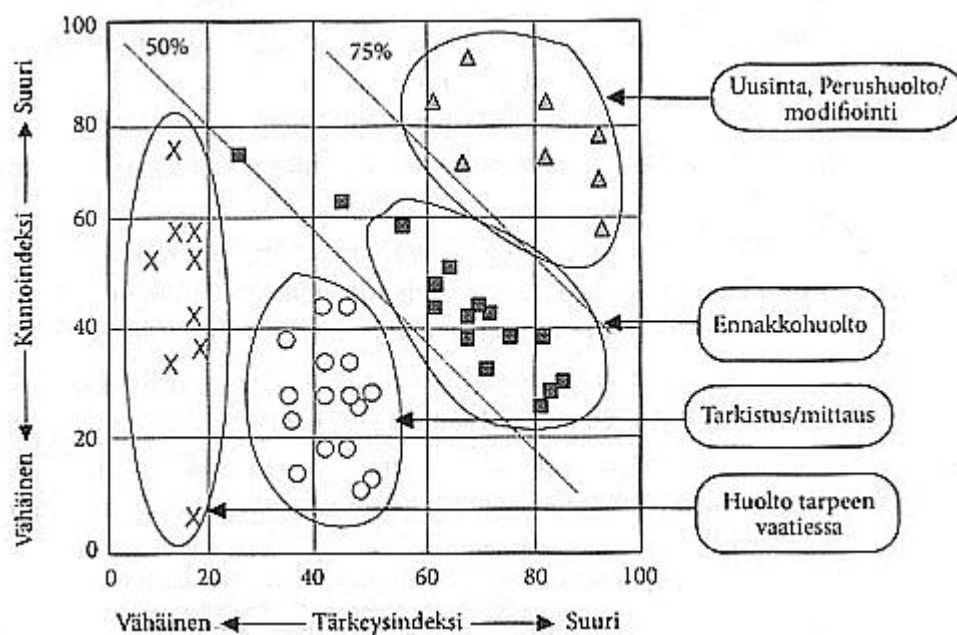 Vähäinen ◄ Kuntoindeksi ► Suuri
100
80
60
40
20
0
50%
75%
0 20 40 60 80 100
Vähäinen ◄ Tärkeysindeksi ► Suuri
Uusinta, Perushuolto/
modifiointi
Ennakkohuolto
Tarkistus/mittaus
Huolto tarpeen
vaatiessa